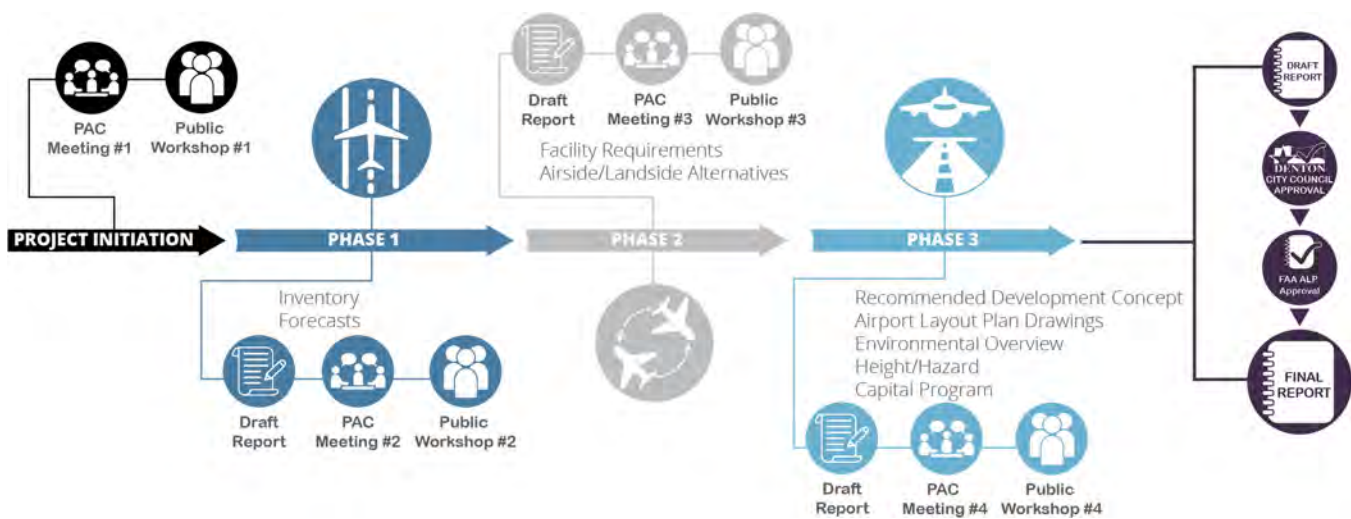 PAC
Meeting #1
Public
Workshop #1
PROJECT INITIATION
PHASE 1
Inventory
Forecasts
Draft
Report
PAC
Meeting #2
Public
Workshop #2
Draft
Report
PAC
Meeting #3
Public
Workshop #3
Facility Requirements
Airside/Landside Alternatives
PHASE 2
PHASE 3
Recommended Development Concept
Airport Layout Plan Drawings
Environmental Overview
Height/Hazard
Capital Program
Draft
Report
PAC
Meeting #4
Public
Workshop #4
DRAFT
REPORT
DENTON
CITY COUNCIL
APPROVAL
FAA ALP
Approval
FINAL
REPORT